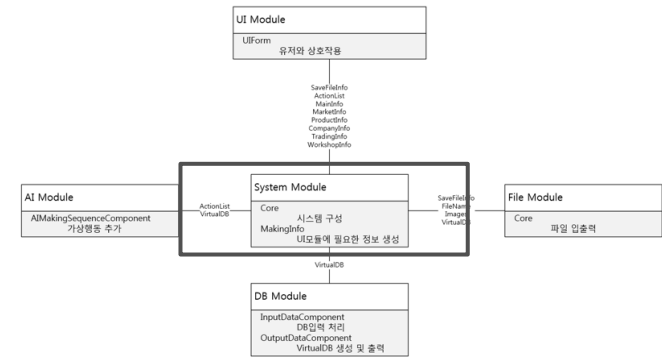 UI Module
UIForm
유저와 상호작용
SaveFileInfo
ActionList
MainInfo
MarketInfo
ProductInfo
CompanyInfo
TradingInfo
WorkshopInfo
AI Module
AIMakingSequenceComponent
가상행동 추가
ActionList
VirtualDB
System Module
Core
시스템 구성
MakingInfo
UI모듈에 필요한 정보 생성
SaveFileInfo
FileName
Image
VirtualDB
File Module
Core
파일 입출력
VirtualDB
DB Module
InputDataComponent
DB입력 처리
OutputDataComponent
VirtualDB 생성 및 출력